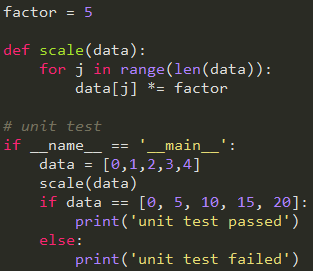 factor = 5

def scale(data):
    for j in range(len(data)):
        data[j] *= factor

# unit test
if __name__ == '__main__':
    data = [0,1,2,3,4]
    scale(data)
    if data == [0, 5, 10, 15, 20]:
        print('unit test passed')
    else:
        print('unit test failed')